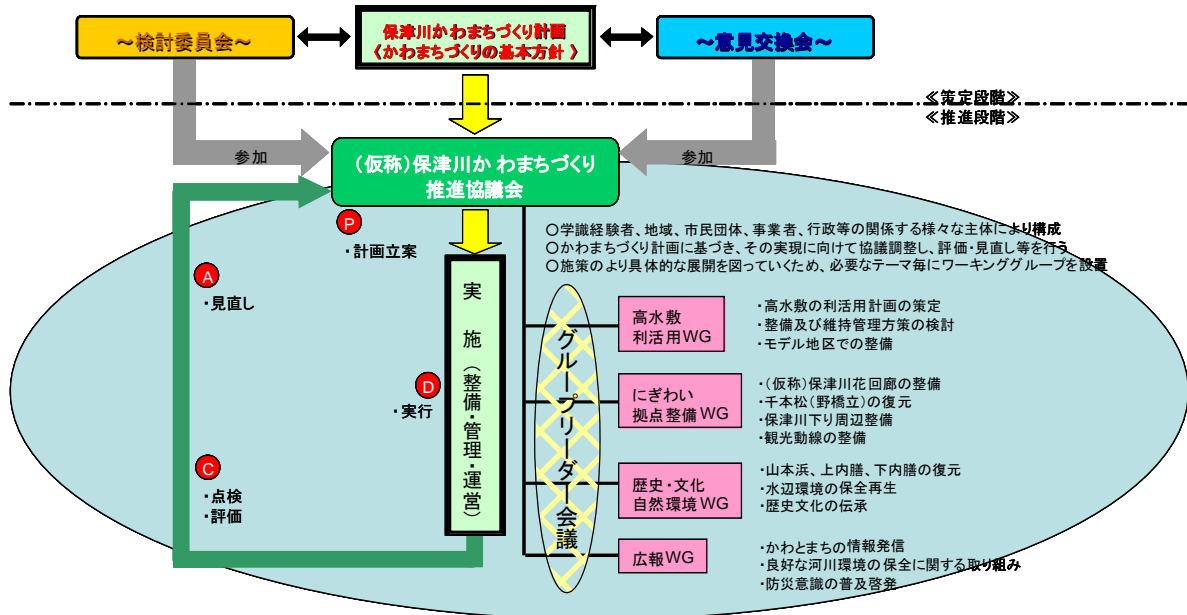 ~検討委員会~
保津川かわまちづくり計画
《かわまちづくりの基本方針》
~意見交換会~
≪策定段階≫
≪推進段階≫
参加
参加
(仮称)保津川かわまちづくり
推進協議会
P
・計画立案
○学識経験者、地域、市民団体、事業者、行政等の関係する様々な主体により構成
○かわまちづくり計画に基づき、その実現に向けて協議調整し、評価・見直し等を行う
○施策のより具体的な展開を図っていくため、必要なテーマ毎にワーキンググループを設置
A
・見直し
D
・実行
C
・点検
・評価
実施(整備・管理・運営)
グループリーダー会議
高水敷
利活用WG
・高水敷の利活用計画の策定
・整備及び維持管理方策の検討
・モデル地区での整備
にぎわい
拠点整備WG
・(仮称)保津川花回廊の整備
・千本松(野橋立)の復元
・保津川下り周辺整備
・観光動線の整備
歴史・文化
自然環境WG
・山本浜、上内膳、下内膳の復元
・水辺環境の保全再生
・歴史文化の伝承
広報WG
・かわとまちの情報発信
・良好な河川環境の保全に関する取り組み
・防災意識の普及啓発